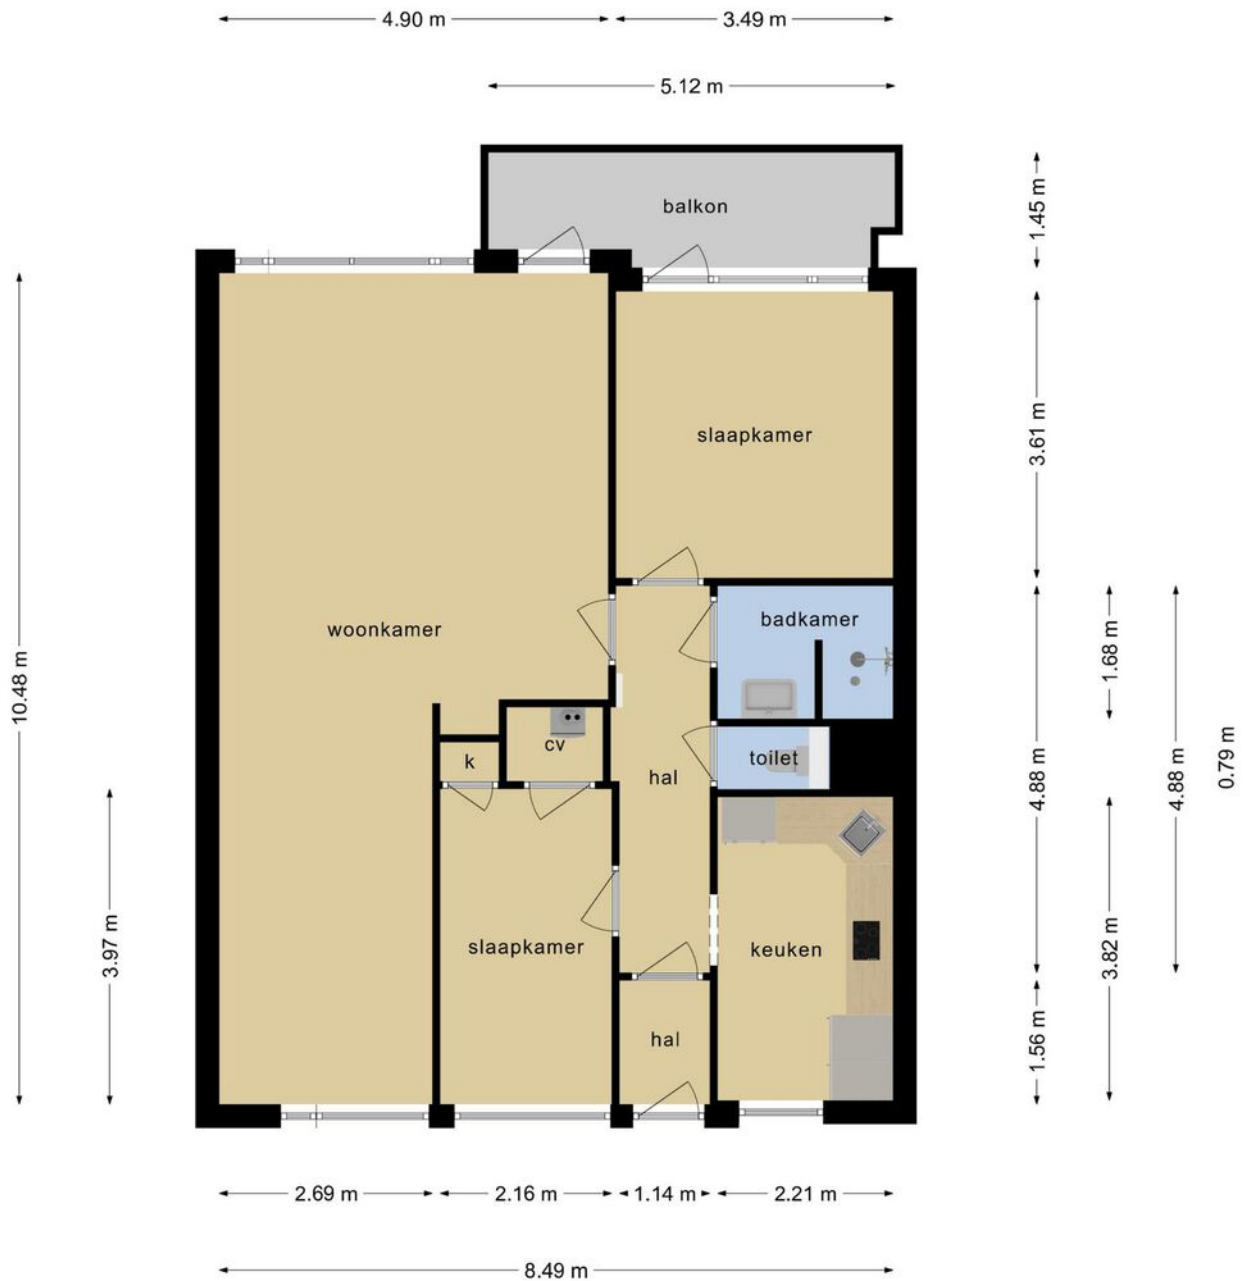 4.90 m
3.49 m
5.12 m
balkon
1.45 m
slaapkamer
3.61 m
badkamer
woonkamer
1.68 m
10.48 m
cv
k
toilet
hal
4.88 m
4.88 m
0.79 m
slaapkamer
keuken
3.97 m
3.82 m
hal
1.56 m
2.69 m
2.16 m
1.14 m
2.21 m
8.49 m